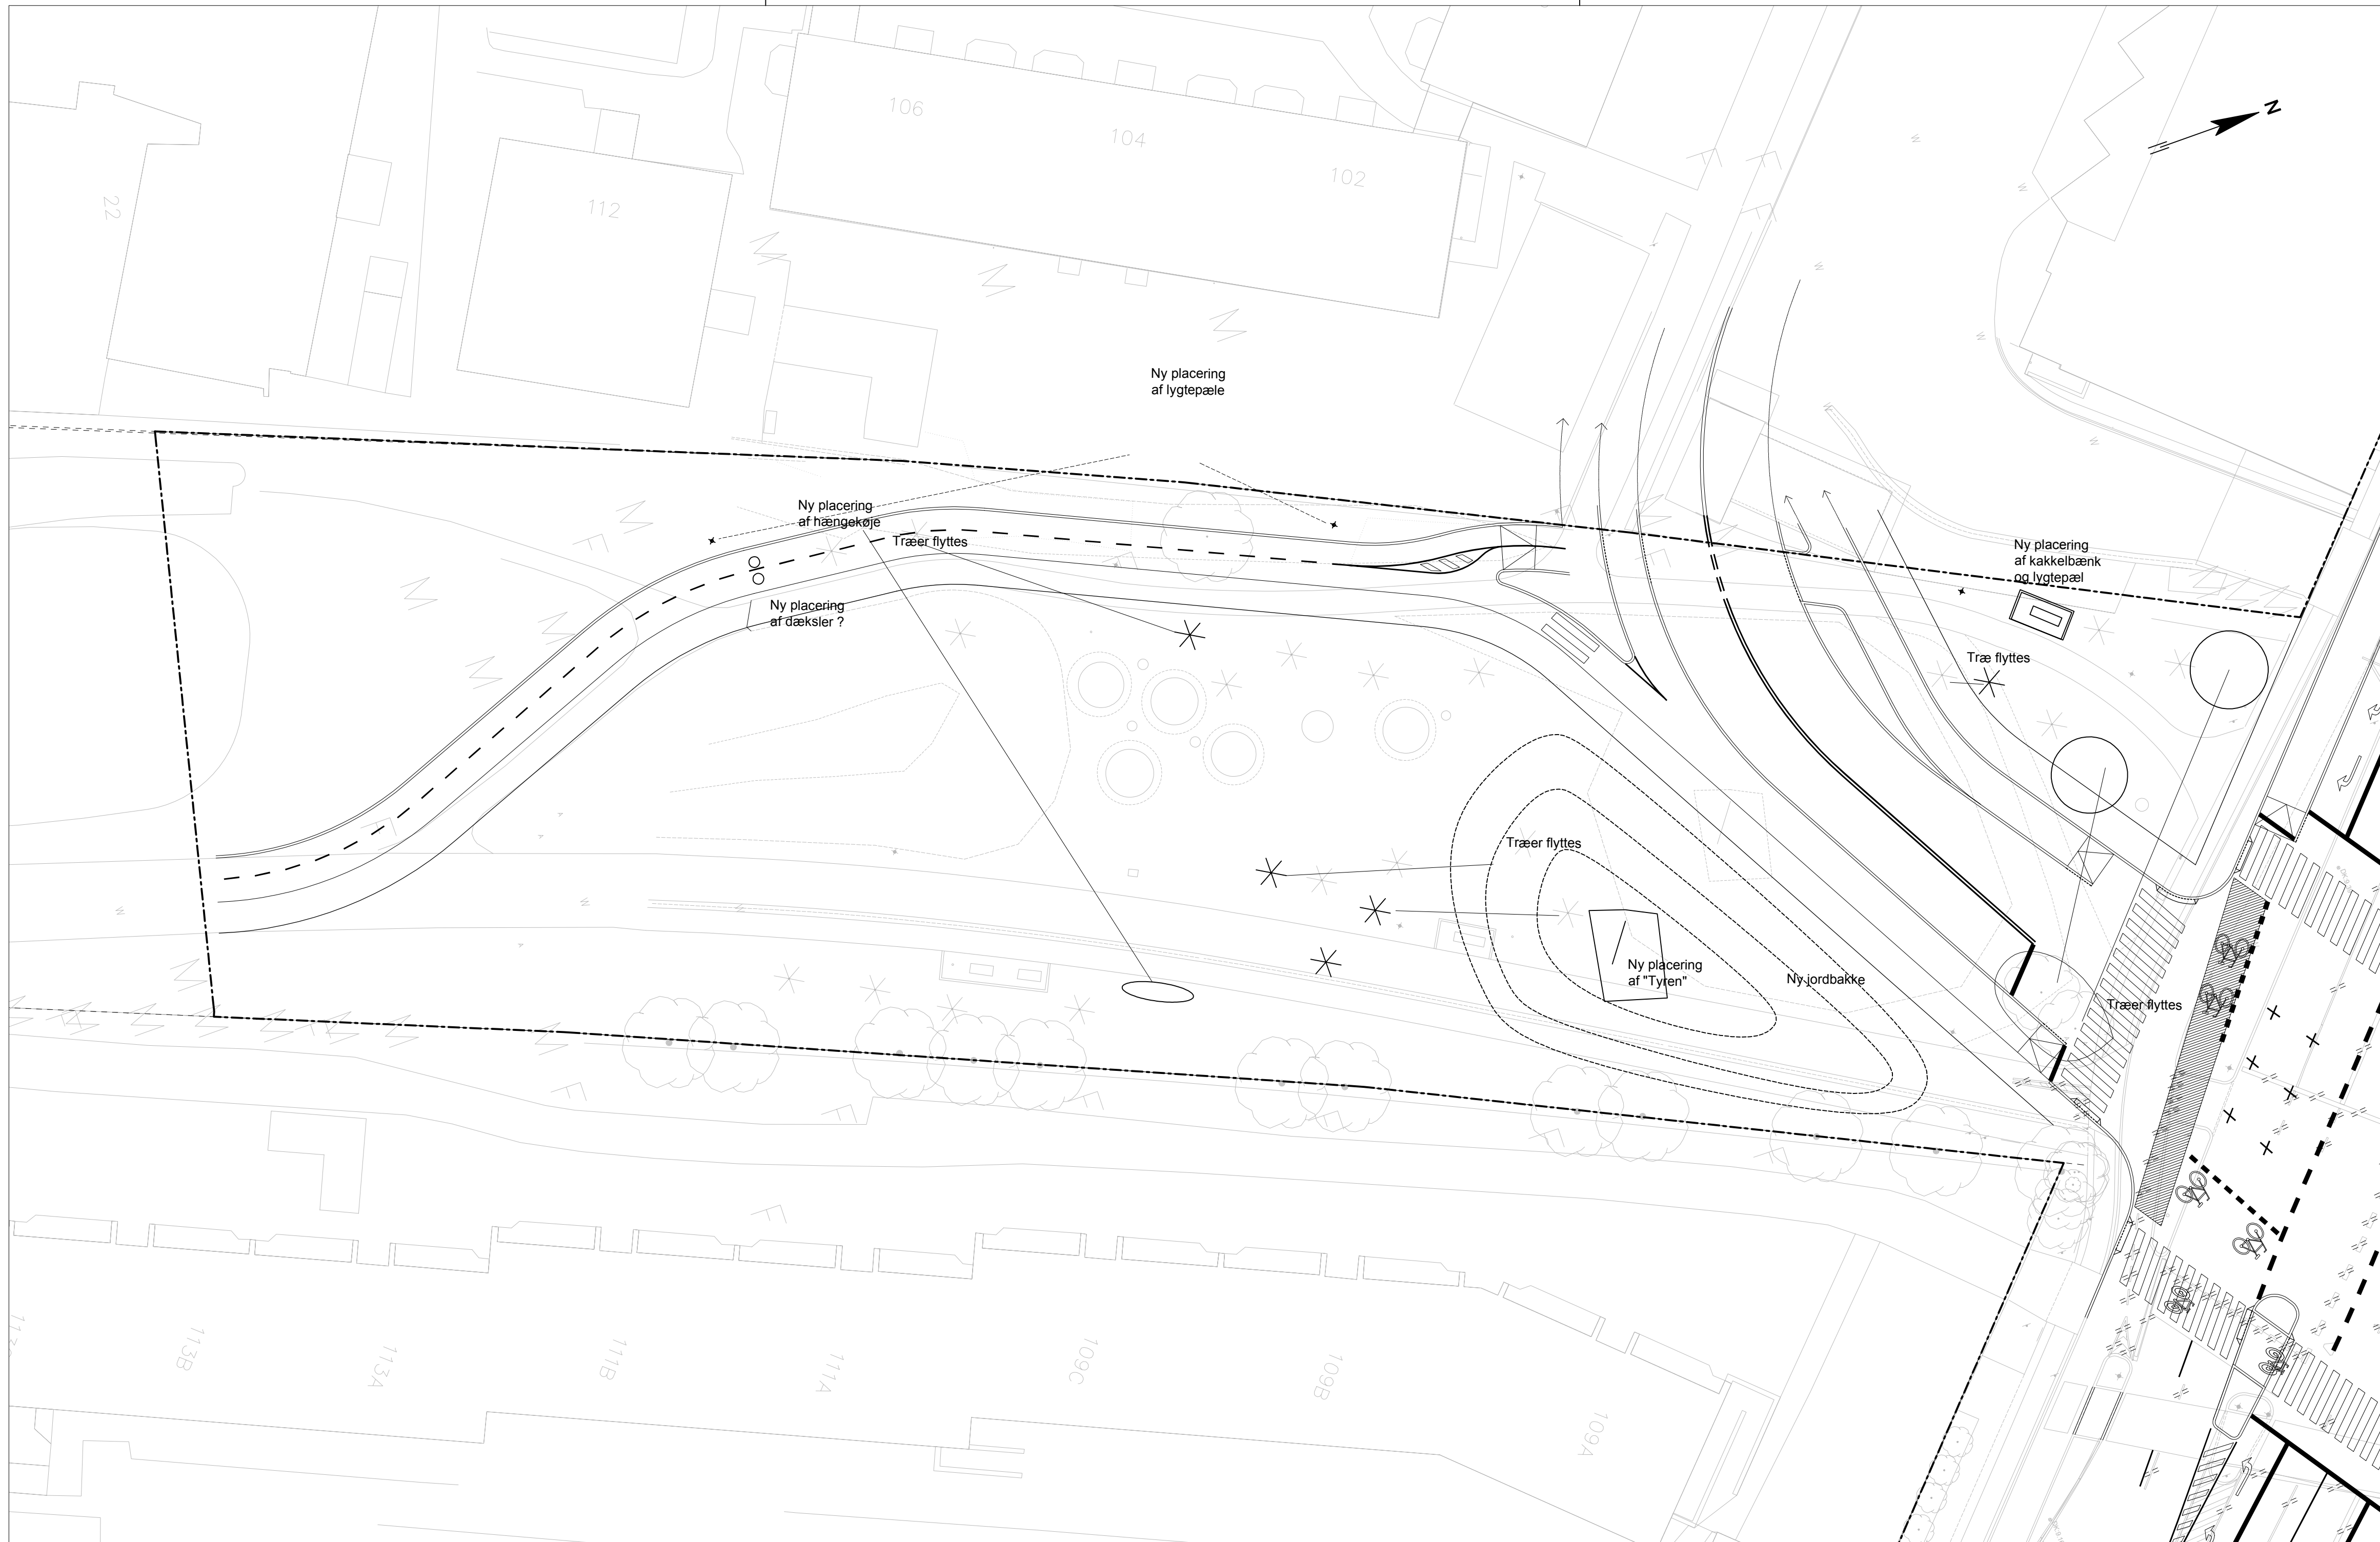 N
106
104
102
22
112
Ny placering
af lygtepæle
Ny placering
af hængekøje
Træer flyttes
Ny placering
af kakkelbænk
og lygtepæl
Ny placering
af dæksler ?
Træ flyttes
Træer flyttes
Ny placering
af "Tyren"
Ny jordbakke
Træer flyttes
113B
113A
111B
111A
109C
109B
109A